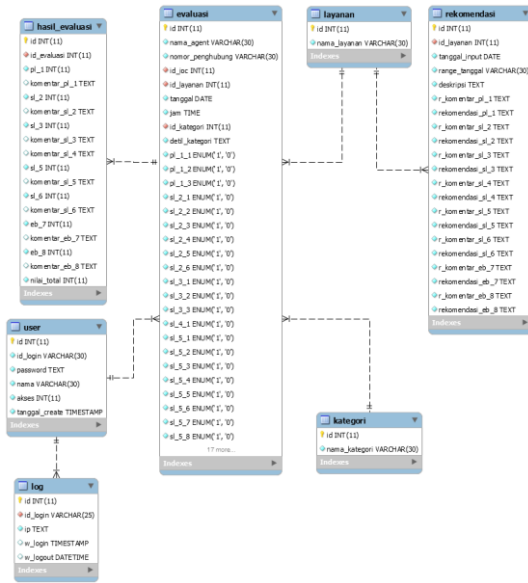 hasil_evaluasi
id INT(11)
id_evaluasi INT(11)
pl_1 INT(11)
komentar_pl_1 TEXT
sl_2 INT(11)
komentar_sl_2 TEXT
sl_3 INT(11)
komentar_sl_3 TEXT
komentar_sl_4 TEXT
sl_5 INT(11)
komentar_sl_5 TEXT
sl_6 INT(11)
komentar_sl_6 TEXT
eb_7 INT(11)
komentar_eb_7 TEXT
eb_8 INT(11)
komentar_eb_8 TEXT
nilai_total INT(11)
Indexes
evaluasi
id INT(11)
nama_agent VARCHAR(30)
nomor_penghubung VARCHAR(30)
id_ioc INT(11)
id_layanan INT(11)
tanggal DATE
jam TIME
id_kategori INT(11)
detil_kategori TEXT
pl_1_1 ENUM('1', '0')
pl_1_2 ENUM('1', '0')
pl_1_3 ENUM('1', '0')
sl_2_1 ENUM('1', '0')
sl_2_2 ENUM('1', '0')
sl_2_3 ENUM('1', '0')
sl_2_4 ENUM('1', '0')
sl_2_5 ENUM('1', '0')
sl_2_6 ENUM('1', '0')
sl_3_1 ENUM('1', '0')
sl_3_2 ENUM('1', '0')
sl_3_3 ENUM('1', '0')
sl_4_1 ENUM('1', '0')
sl_5_1 ENUM('1', '0')
sl_5_2 ENUM('1', '0')
sl_5_3 ENUM('1', '0')
sl_5_4 ENUM('1', '0')
sl_5_5 ENUM('1', '0')
sl_5_6 ENUM('1', '0')
sl_5_7 ENUM('1', '0')
sl_5_8 ENUM('1', '0')
17 more...
Indexes
layanan
id INT(11)
nama_layanan VARCHAR(30)
Indexes
rekomendasi
id INT(11)
id_layanan INT(11)
tanggal_input DATE
range_tanggal VARCHAR(30)
deskripsi TEXT
r_komentar_pl_1 TEXT
rekomendasi_pl_1 TEXT
r_komentar_sl_2 TEXT
rekomendasi_sl_2 TEXT
r_komentar_sl_3 TEXT
rekomendasi_sl_3 TEXT
r_komentar_sl_4 TEXT
rekomendasi_sl_4 TEXT
r_komentar_sl_5 TEXT
rekomendasi_sl_5 TEXT
r_komentar_sl_6 TEXT
rekomendasi_sl_6 TEXT
r_komentar_eb_7 TEXT
rekomendasi_eb_7 TEXT
r_komentar_eb_8 TEXT
rekomendasi_eb_8 TEXT
Indexes
user
id INT(11)
id_login VARCHAR(30)
password TEXT
nama VARCHAR(30)
akses INT(11)
tanggal_create TIMESTAMP
Indexes
kategori
id INT(11)
nama_kategori VARCHAR(30)
Indexes
log
id INT(11)
id_login VARCHAR(25)
ip TEXT
w_login TIMESTAMP
w_logout DATETIME
Indexes